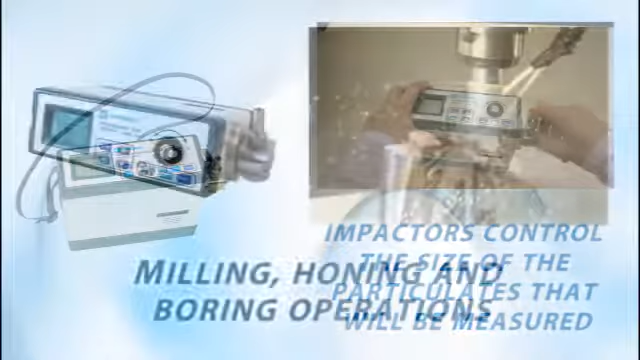 IMPACTORS CONTROL
THE SIZE OF THE
PARTICULATES THAT
WILL BE MEASURED
MILLING, HONING AND
BORING OPERATIONS